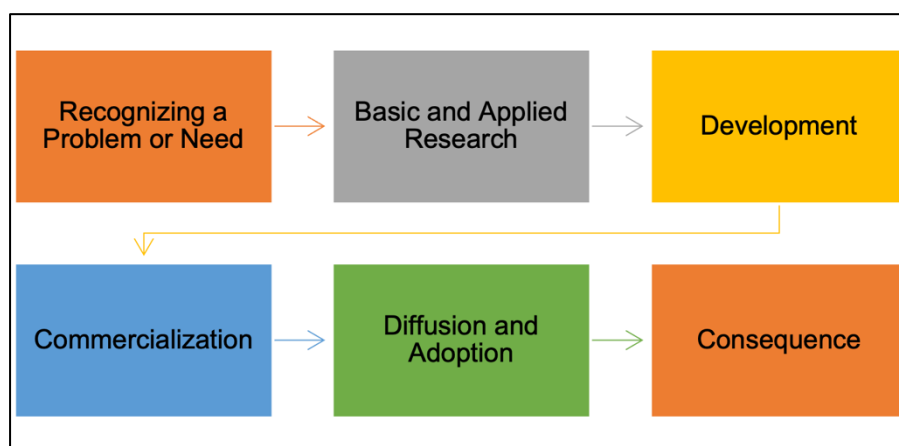 Recognizing a
Problem or Need
Basic and Applied
Research
Development
Commercialization
Diffusion and
Adoption
Consequence